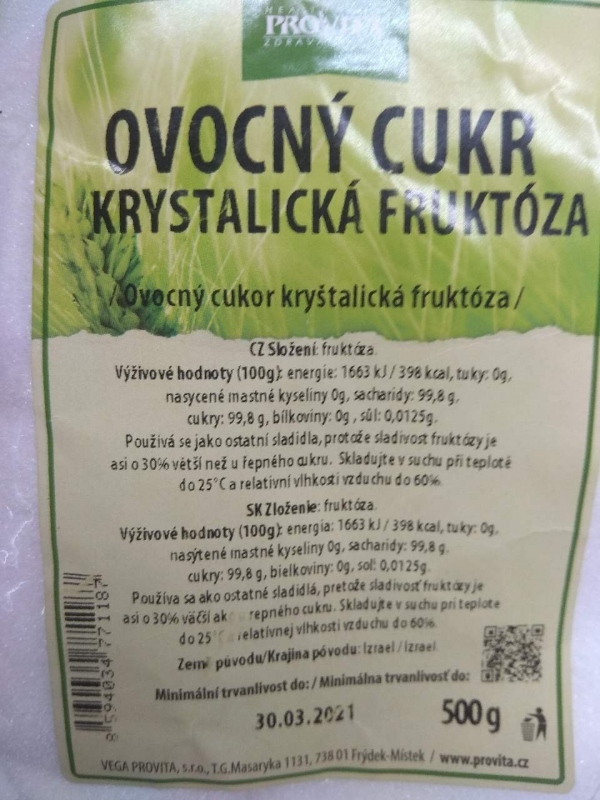 PROVITA
OVOCNÝ CUKR
KRYSTALICKÁ FRUKTÓZA
/Ovocný cukor kryštalická fruktóza/
CZ Složení: fruktóza.
Výživové hodnoty (100g): energie: 1663 kJ / 398 kcal, tuky: 0g,
nasycené mastné kyseliny 0g, sacharidy: 99,8 g,
cukry: 99,8 g, bílkoviny: 0g , sůl: 0,0125g.
Používá se jako ostatní sladidla, protože sladivost fruktózy je
asi o 30% větší než u řepného cukru. Skladujte v suchu při teplotě
do 25°C a relativní vlhkosti vzduchu do 60%.
SK Zloženie: fruktóza.
Výživové hodnoty (100g): energia: 1663 kJ / 398 kcal, tuky: 0g,
nasýtené mastné kyseliny 0g, sacharidy: 99,8 g,
cukry: 99,8 g, bielkoviny: 0g, soľ: 0,0125g.
Používa sa ako ostatné sladidlá, pretože sladivosť fruktózy je
asi o 30% väčší ak repného cukru. Skladujte v suchu pri teplote
do 25 relatívnej vlhkosti vzduchu do 60%.
Země původu/Krajina pôvodu: Izrael / Izrael.
Minimální trvanlivost do: / Minimálna trvanlivosť do:
30.03.2021
500 g
8 594034 771187
VEGA PROVITA, s.r.o., T.G.Masaryka 1131, 738 01 Frýdek-Místek / www.provita.cz